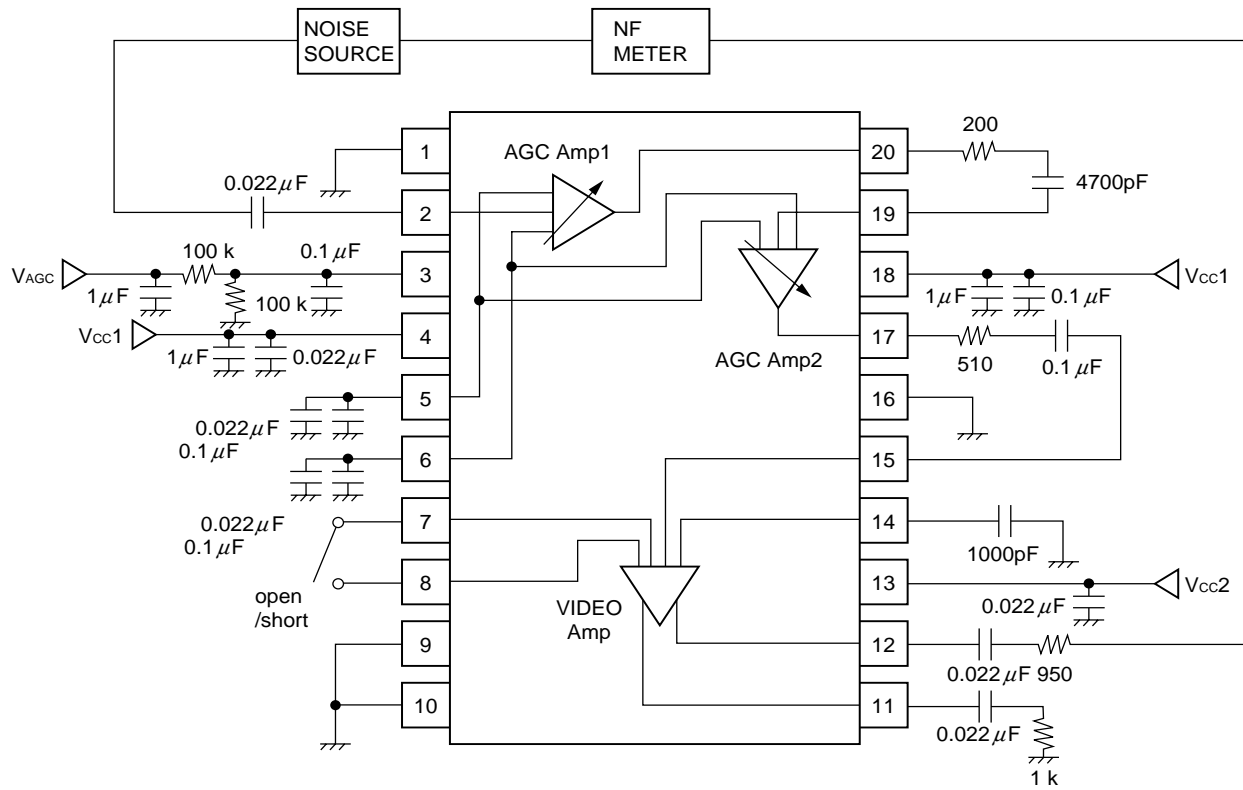 NOISE
SOURCE
NF
METER
0.022μF
VAGC
100 k
0.1μF
1μF
100 k
VCC1
1μF
0.022μF
0.022μF
0.1μF
0.022μF
0.1μF
open
/short
1
2
3
4
5
6
7
8
9
10
AGC Amp1
AGC Amp2
VIDEO
Amp
20
19
18
17
16
15
14
13
12
11
200
4700pF
VCC1
1μF
0.1μF
510
0.1μF
1000pF
VCC2
0.022μF
0.022μF 950
0.022μF
1 k